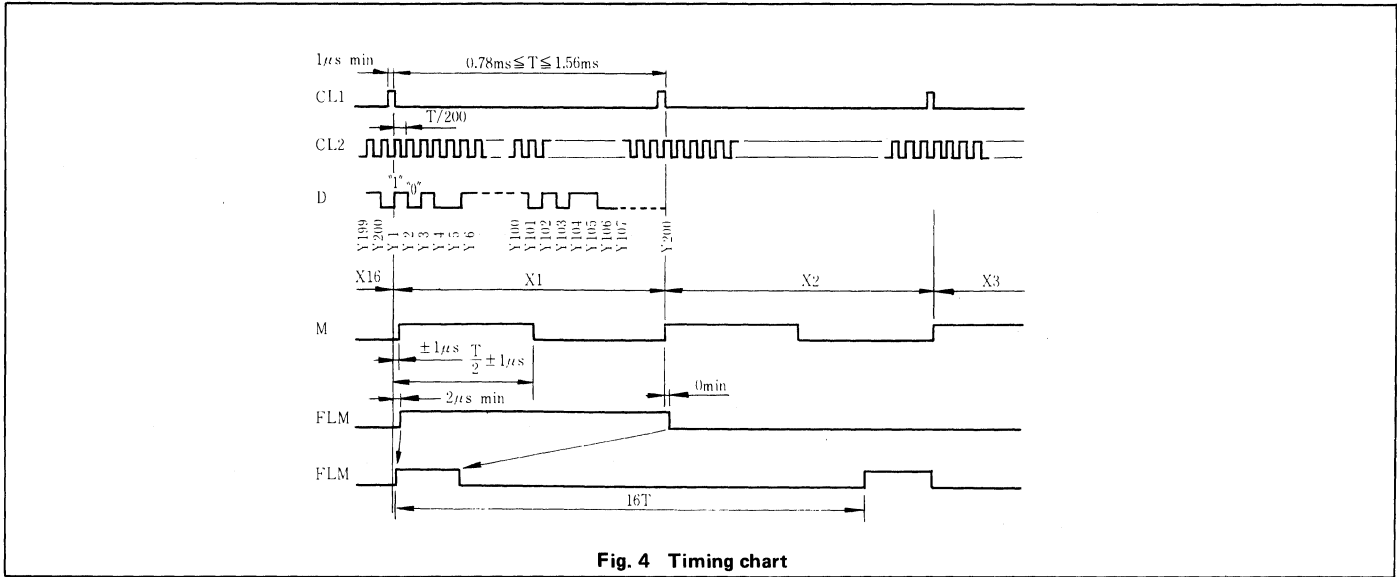 1μs min
0.78ms≦T≦1.56ms
CL1
T/200
CL2
"1"
"0"
D
Y199
Y200
Y1
Y2
Y3
Y4
Y5
Y6
Y100
Y101
Y102
Y103
Y104
Y105
Y106
Y107
Y200
X16
X1
X2
X3
M
±1μs
T/2 ±1μs
0min
2μs min
FLM
FLM
16T
Fig. 4 Timing chart